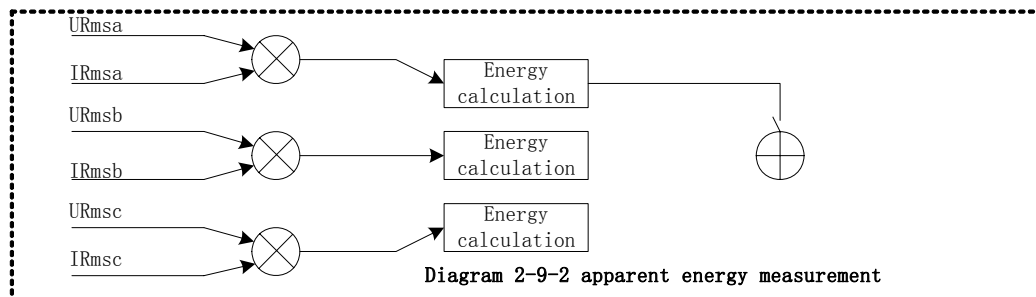 URmsa
IRmsa
Energy
calculation
URmsb
IRmsb
Energy
calculation
URmsc
IRmsc
Energy
calculation
Diagram 2-9-2 apparent energy measurement